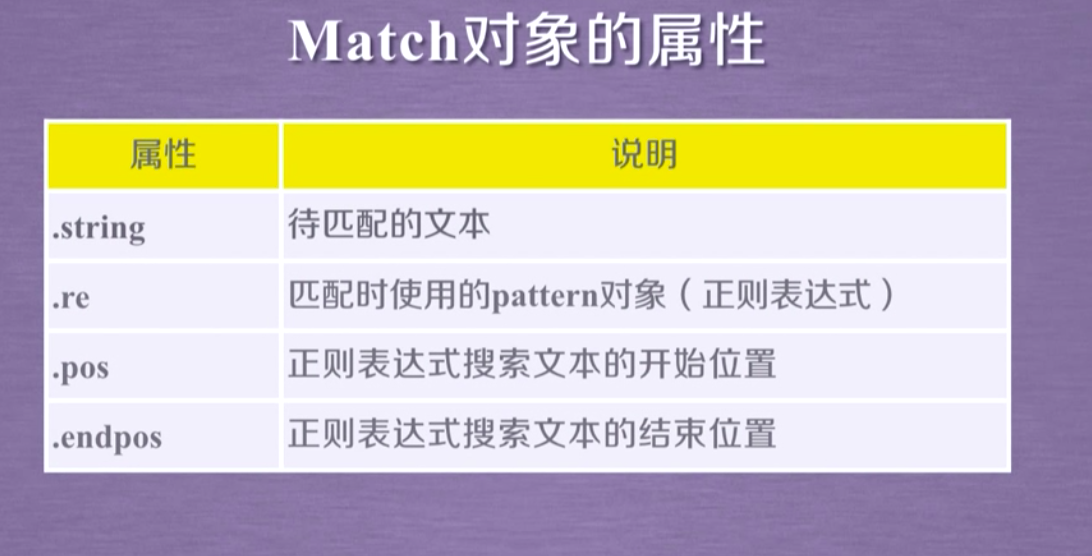 Match对象的属性
属性 说明
.string 待匹配的文本
.re 匹配时使用的pattern对象（正则表达式）
.pos 正则表达式搜索文本的开始位置
.endpos 正则表达式搜索文本的结束位置